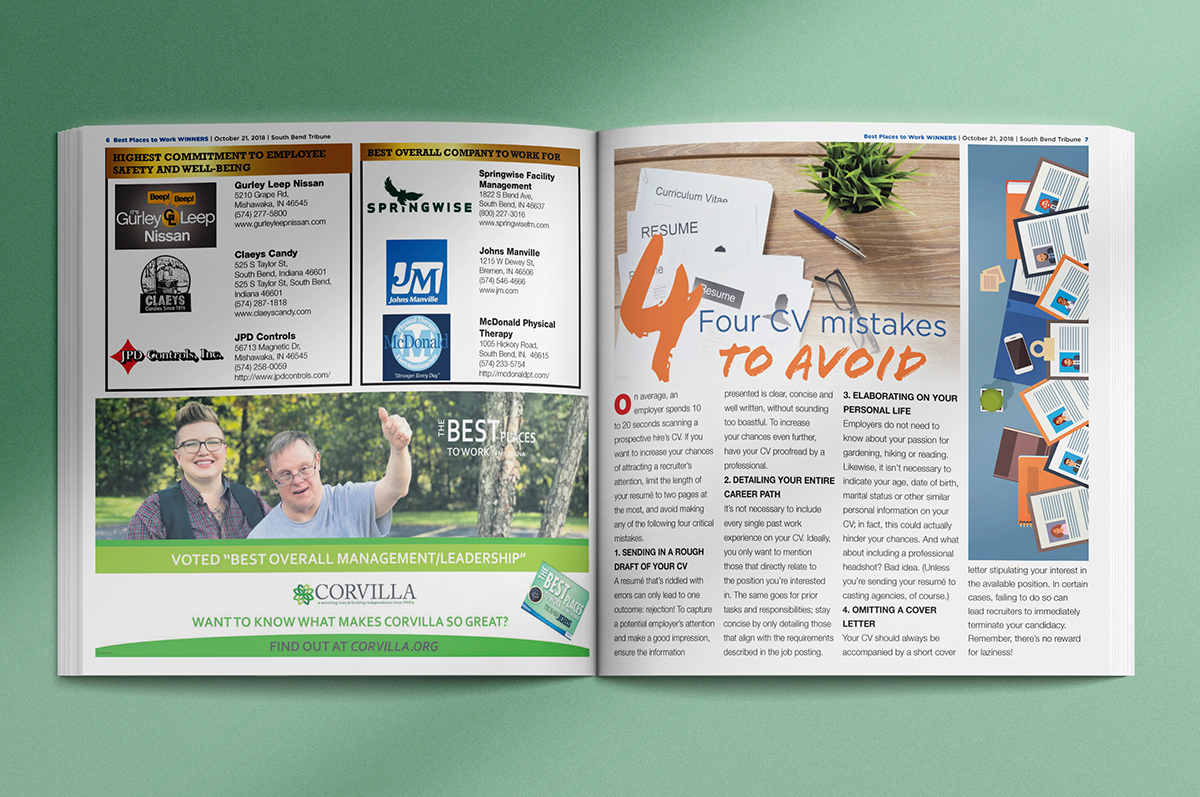 6 Best Places to Work WINNERS | October 21, 2018 | South Bend Tribune
HIGHEST COMMITMENT TO EMPLOYEE
SAFETY AND WELL-BEING
Beep! Beep!
IT'S
Gurley GL Leep
Nissan
Gurley Leep Nissan
5210 Grape Rd,
Mishawaka, IN 46545
(574) 277-5800
www.gurleyleepnissan.com
CLAEYS
Candies Since 1919
Claeys Candy
525 S Taylor St,
South Bend, Indiana 46601
525 S Taylor St, South Bend,
Indiana 46601
(574) 287-1818
www.claeyscandy.com
JPD Controls, Inc.
JPD Controls
56713 Magnetic Dr,
Mishawaka, IN 46545
(574) 258-0059
http://www.jpdcontrols.com/
BEST OVERALL COMPANY TO WORK FOR
SPRINGWISE
Springwise Facility
Management
1822 S Bend Ave,
South Bend, IN 46637
(800) 227-3016
www.springwisefm.com
JM
Johns Manville
Johns Manville
1215 W Dewey St,
Bremen, IN 46506
(574) 546-4666
www.jm.com
McDonald
"Stronger Every Day"
McDonald Physical
Therapy
1005 Hickory Road,
South Bend, IN. 46615
(574) 233-5754
http://mcdonaldpt.com/
THE BEST PLACES
TO WORK IN MICHIANA
VOTED "BEST OVERALL MANAGEMENT/LEADERSHIP"
CORVILLA
THE
BEST
PLACES
JOBS
WANT TO KNOW WHAT MAKES CORVILLA SO GREAT?
FIND OUT AT CORVILLA.ORG
Best Places to Work WINNERS | October 21, 2018 | South Bend Tribune 7
Curriculum Vitae
RESUME
Resume
4 Four CV mistakes
TO AVOID
On average, an
employer spends 10
to 20 seconds scanning a
prospective hire's CV. If you
want to increase your chances
of attracting a recruiter's
attention, limit the length of
your resumé to two pages at
the most, and avoid making
any of the following four critical
mistakes.
1. SENDING IN A ROUGH
DRAFT OF YOUR CV
A resumé that's riddled with
errors can only lead to one
outcome: rejection! To capture
a potential employer's attention
and make a good impression,
ensure the information
presented is clear, concise and
well written, without sounding
too boastful. To increase
your chances even further,
have your CV proofread by a
professional.
2. DETAILING YOUR ENTIRE
CAREER PATH
It's not necessary to include
every single past work
experience on your CV. Ideally,
you only want to mention
those that directly relate to
the position you're interested
in. The same goes for prior
tasks and responsibilities; stay
concise by only detailing those
that align with the requirements
described in the job posting.
3. ELABORATING ON YOUR
PERSONAL LIFE
Employers do not need to
know about your passion for
gardening, hiking or reading.
Likewise, it isn't necessary to
indicate your age, date of birth,
marital status or other similar
personal information on your
CV; in fact, this could actually
hinder your chances. And what
about including a professional
headshot? Bad idea. (Unless
you're sending your resumé to
casting agencies, of course.)
4. OMITTING A COVER
LETTER
Your CV should always be
accompanied by a short cover
letter stipulating your interest in
the available position. In certain
cases, failing to do so can
lead recruiters to immediately
terminate your candidacy.
Remember, there's no reward
for laziness!